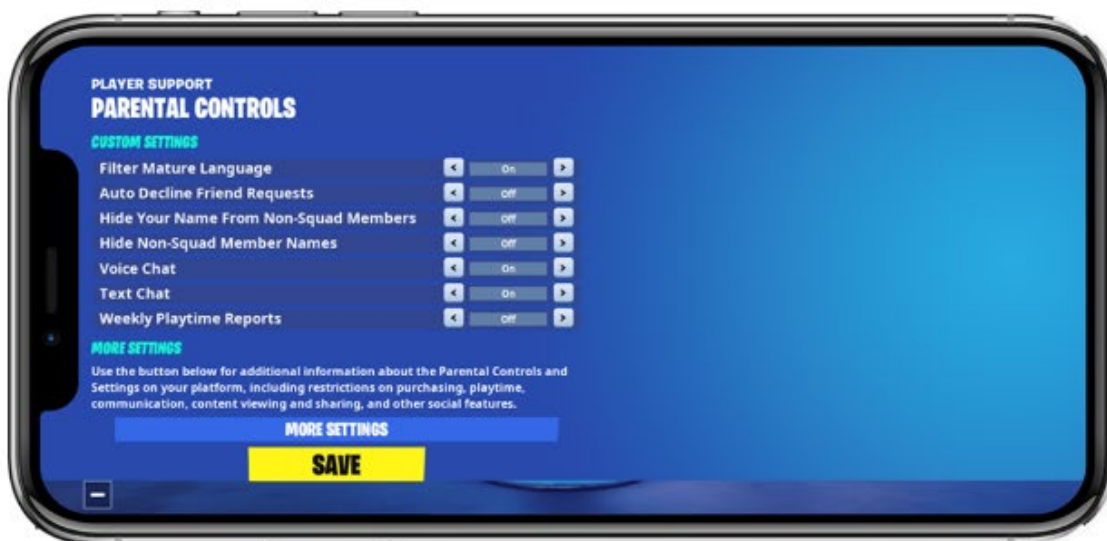 PLAYER SUPPORT
PARENTAL CONTROLS
CUSTOM SETTINGS
Filter Mature Language < On >
Auto Decline Friend Requests < Off >
Hide Your Name From Non-Squad Members < Off >
Hide Non-Squad Member Names < Off >
Voice Chat < On >
Text Chat < On >
Weekly Playtime Reports < Off >
MORE SETTINGS
Use the button below for additional information about the Parental Controls and
Settings on your platform, including restrictions on purchasing, playtime,
communication, content viewing and sharing, and other social features.
MORE SETTINGS
SAVE